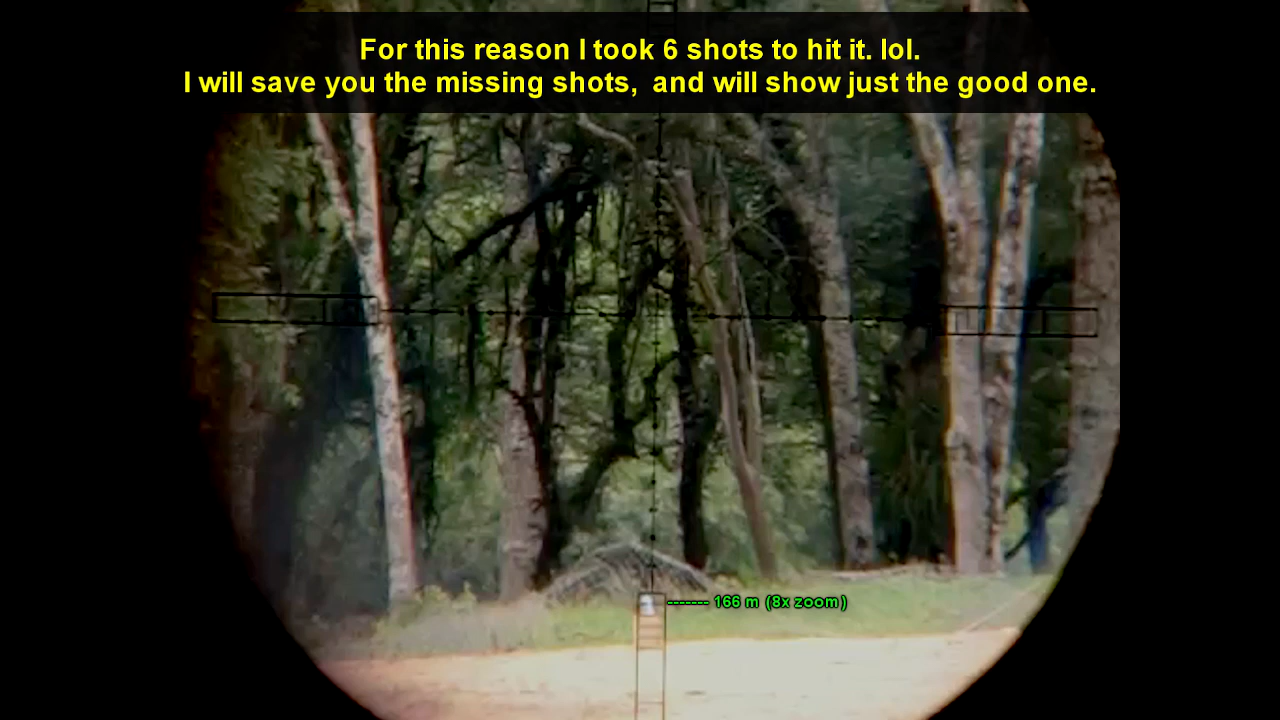 For this reason I took 6 shots to hit it. lol.
I will save you the missing shots,  and will show just the good one.
------- 166 m (8x zoom)